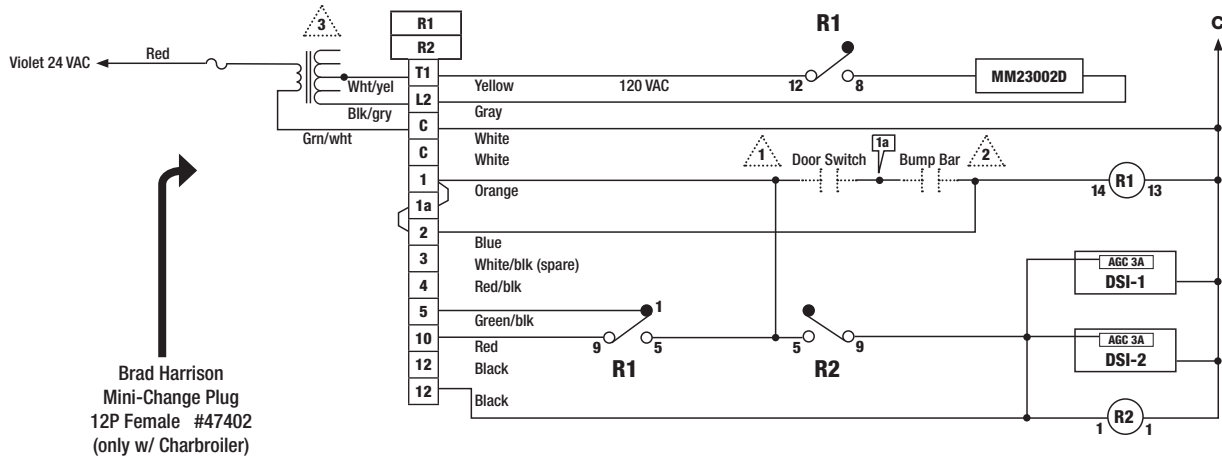 3
R1
R2
R1
C
Violet 24 VAC
Red
T1
Wht/yel
Yellow
120 VAC
12
8
MM23002D
L2
Blk/gry
Gray
C
Grn/wht
White
C
White
1
Door Switch
1a
Bump Bar
2
1
Orange
14
R1
13
1a
2
Blue
3
White/blk (spare)
4
Red/blk
AGC 3A
DSI-1
5
Green/blk
1
10
Red
9
5
R1
5
9
R2
AGC 3A
DSI-2
12
Black
12
Black
1
R2
1
Brad Harrison
Mini-Change Plug
12P Female #47402
(only w/ Charbroiler)